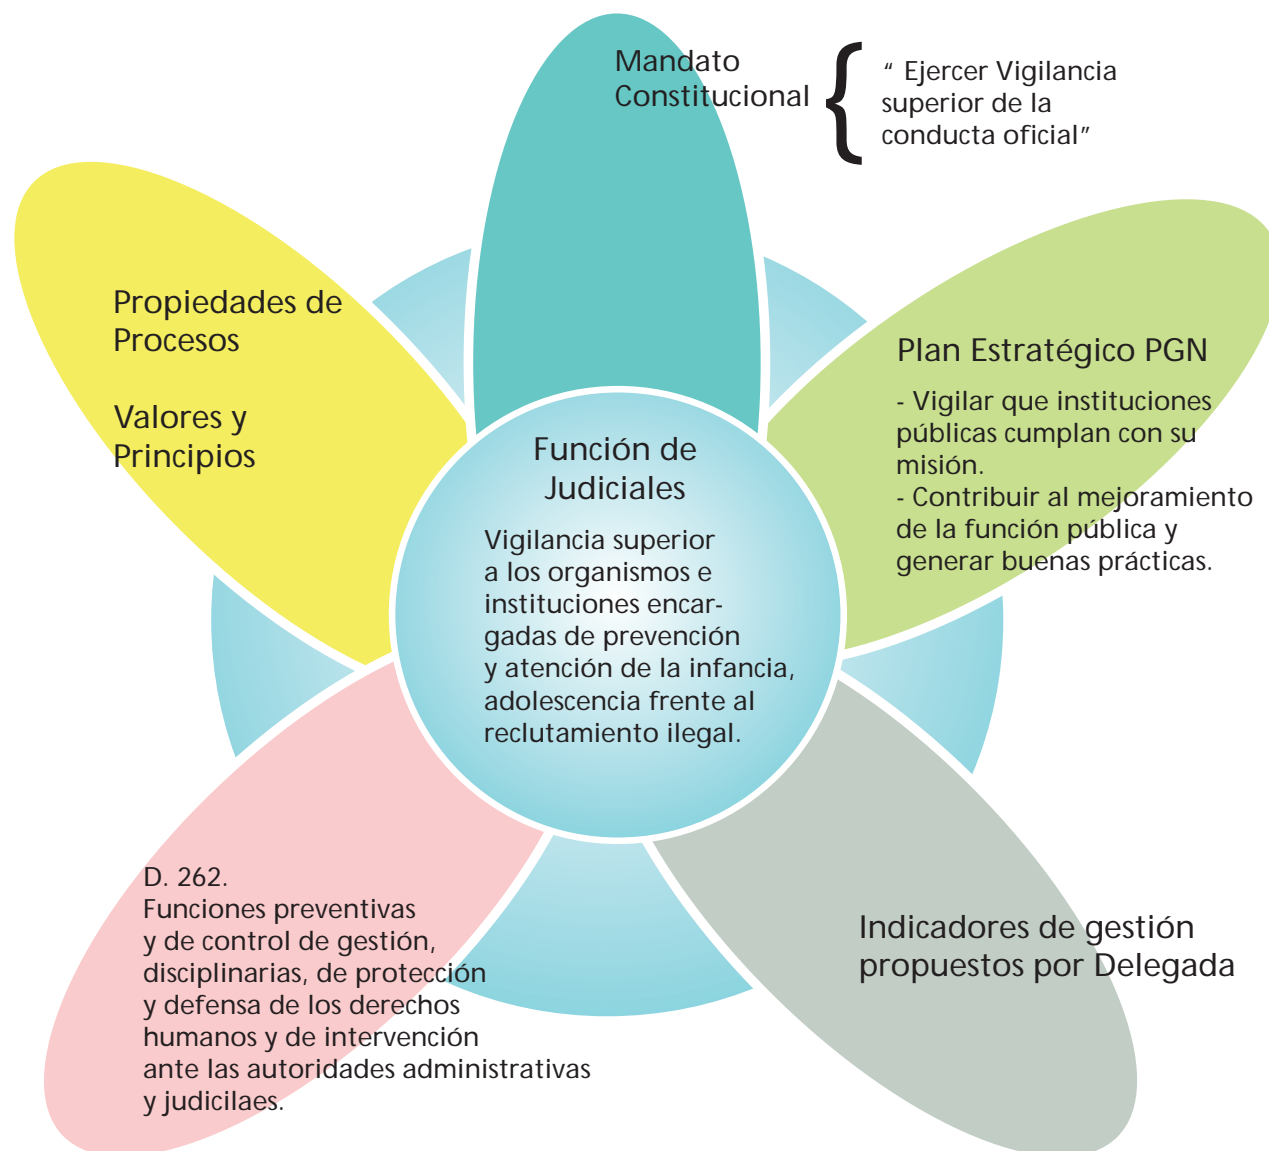 Mandato
Constitucional
“ Ejercer Vigilancia
superior de la
conducta oficial”
Propiedades de
Procesos
Valores y
Principios
Plan Estratégico PGN
- Vigilar que instituciones
públicas cumplan con su
misión.
- Contribuir al mejoramiento
de la función pública y
generar buenas prácticas.
Función de
Judiciales
Vigilancia superior
a los organismos e
instituciones encar-
gadas de prevención
y atención de la infancia,
adolescencia frente al
reclutamiento ilegal.
D. 262.
Funciones preventivas
y de control de gestión,
disciplinarias, de protección
y defensa de los derechos
humanos y de intervención
ante las autoridades administrativas
y judicilaes.
Indicadores de gestión
propuestos por Delegada